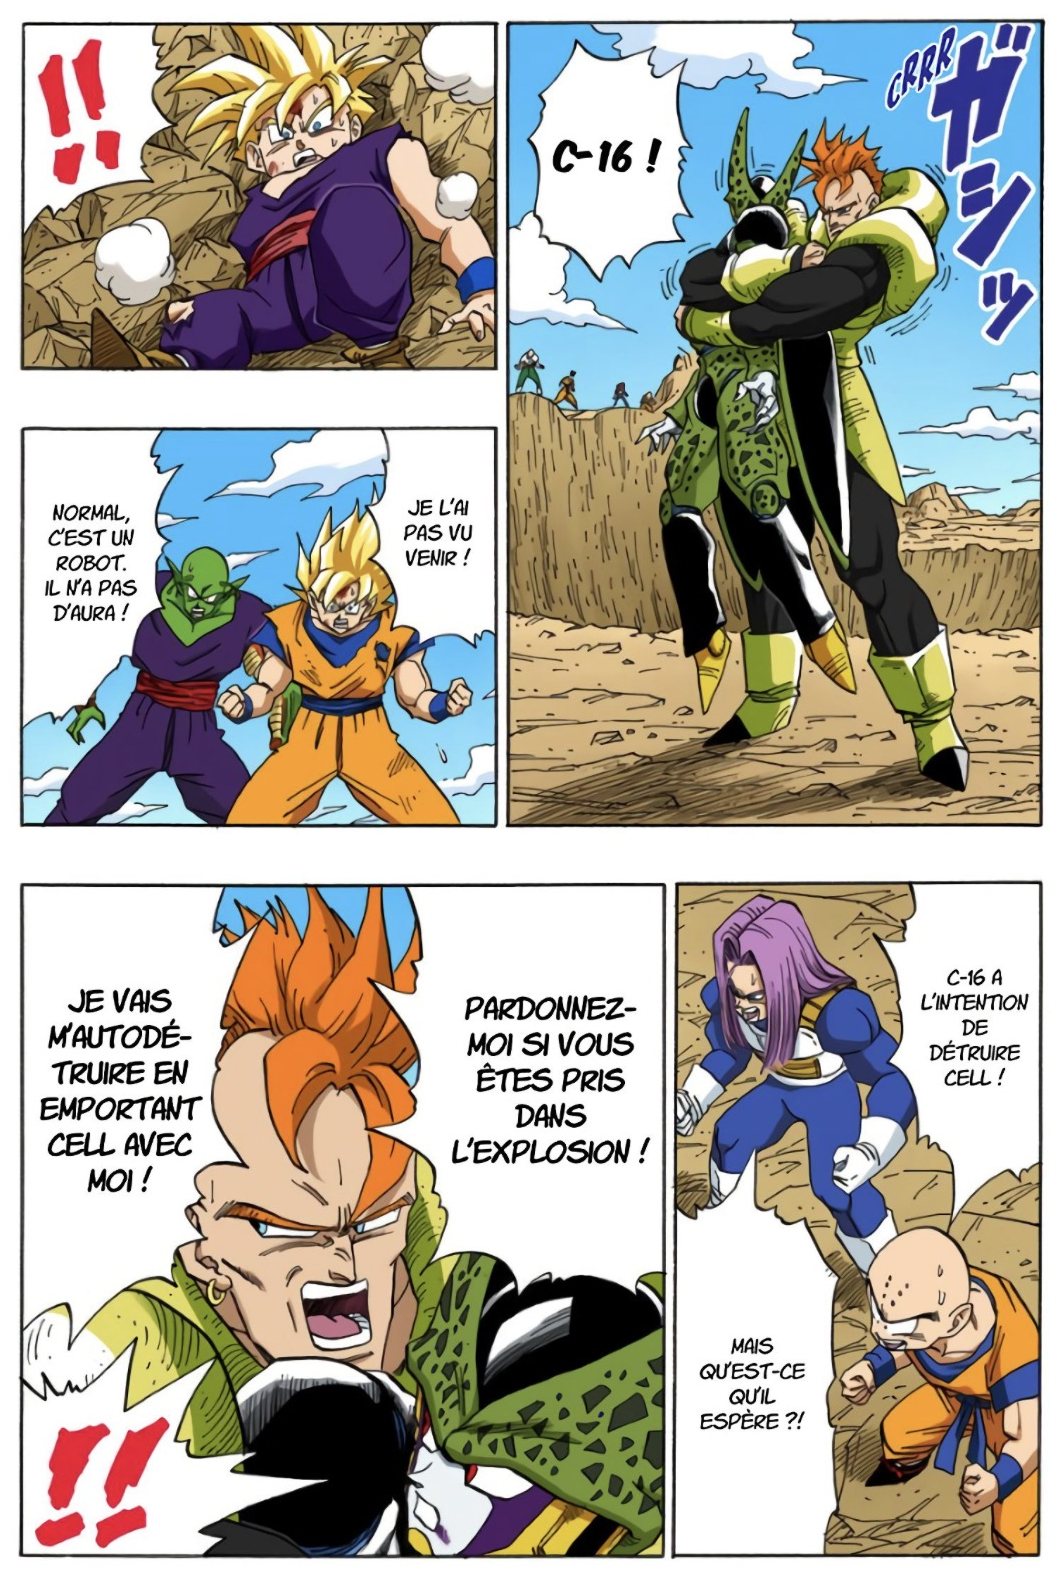 C-16 !
CRRR
ガシッ
!!
JE L'AI
PAS VU
VENIR !
NORMAL,
C'EST UN
ROBOT.
IL N'A PAS
D'AURA !
C-16 A
L'INTENTION
DE
DÉTRUIRE
CELL !
MAIS
QU'EST-CE
QU'IL
ESPÈRE ?!
PARDONNEZ-
MOI SI VOUS
ÊTES PRIS
DANS
L'EXPLOSION !
JE VAIS
M'AUTODÉ-
TRUIRE EN
EMPORTANT
CELL AVEC
MOI !
!!